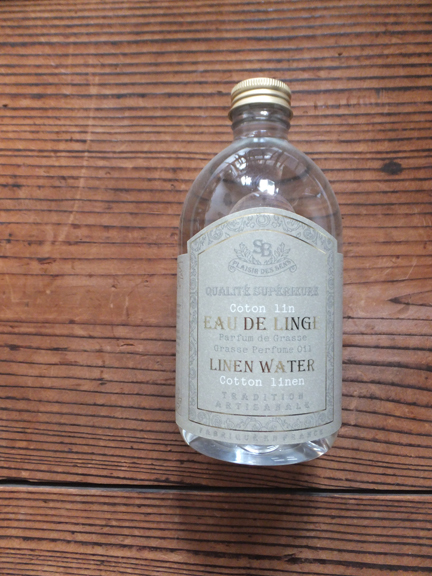 SB
QUALITÉ SUPÉRIEURE
Coton lin
EAU DE LINGE
Parfum de Grasse
Grasse Perfume Oil
LINEN WATER
Cotton linen
TRADITION
ARTISANALE
FABRIQUÉ EN FRANCE